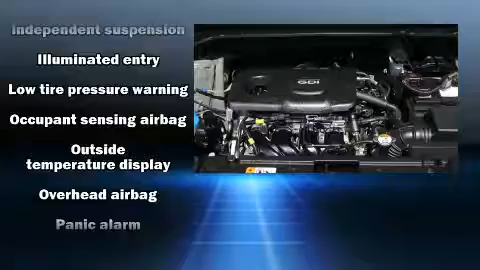 Independent suspension
Illuminated entry
Low tire pressure warning
Occupant sensing airbag
Outside
temperature display
Overhead airbag
Panic alarm
GDI